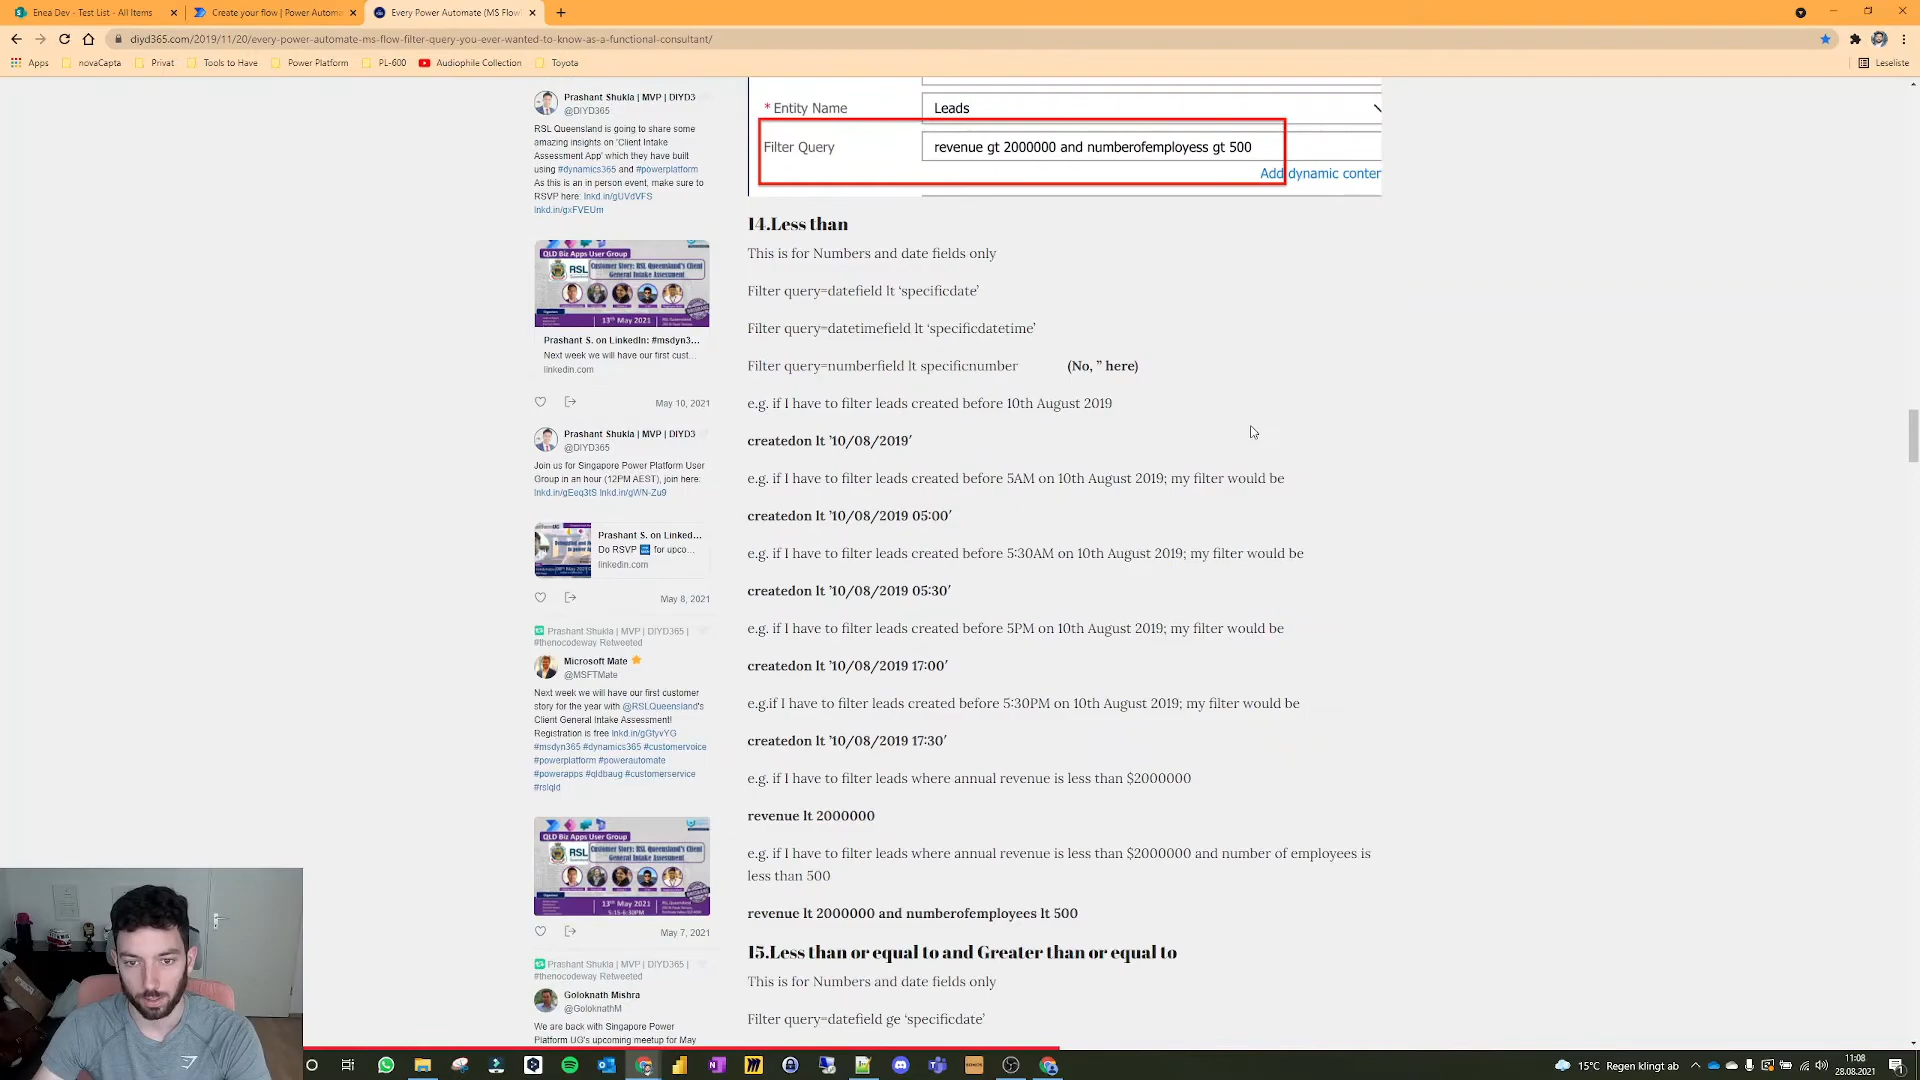 Enea Dev - Test List - All Items
Create your flow | Power Automa
Every Power Automate (MS Flow
diyd365.com/2019/11/20/every-power-automate-ms-flow-filter-query-you-ever-wanted-to-know-as-a-functional-consultant/
Apps
novaCapta
Privat
Tools to Have
Power Platform
PL-600
Audiophile Collection
Toyota
Leseliste
Prashant Shukla | MVP | DIYD3
@DIYD365
RSL Queensland is going to share some
amazing insights on 'Client Intake
Assessment App' which they have built
using #dynamics365 and #powerplatform
As this is an in person event, make sure to
RSVP here: lnkd.in/gUVdVFS
lnkd.in/gxFVEUm
QLD Biz Apps User Group
RSL
Customer Story: RSL Queensland's Client
General Intake Assessment
13th May 2021
Prashant S. on LinkedIn: #msdyn3...
Next week we will have our first cust...
linkedin.com
May 10, 2021
Prashant Shukla | MVP | DIYD3
@DIYD365
Join us for Singapore Power Platform User
Group in an hour (12PM AEST), join here:
lnkd.in/gEeq3tS lnkd.in/gWN-Zu9
Prashant S. on Linked...
Do RSVP for upco...
linkedin.com
May 8, 2021
Prashant Shukla | MVP | DIYD365 |
#thenocodeway Retweeted
Microsoft Mate
@MSFTMate
Next week we will have our first customer
story for the year with @RSLQueensland's
Client General Intake Assessment!
Registration is free lnkd.in/gGtyvYG
#msdyn365 #dynamics365 #customervoice
#powerplatform #powerautomate
#powerapps #qldbaug #customerservice
#rslqld
QLD Biz Apps User Group
RSL
Customer Story: RSL Queensland's Client
General Intake Assessment
13th May 2021
5:15-6:30PM
May 7, 2021
Prashant Shukla | MVP | DIYD365 |
#thenocodeway Retweeted
Goloknath Mishra
@GoloknathM
We are back with Singapore Power
Platform UG's upcoming meetup for May
* Entity Name
Leads
Filter Query
revenue gt 2000000 and numberofemployess gt 500
Add dynamic conter
14.Less than
This is for Numbers and date fields only
Filter query=datefield lt ‘specificdate’
Filter query=datetimefield lt ‘specificdatetime’
Filter query=numberfield lt specificnumber (No, ” here)
e.g. if I have to filter leads created before 10th August 2019
createdon lt ’10/08/2019′
e.g. if I have to filter leads created before 5AM on 10th August 2019; my filter would be
createdon lt ’10/08/2019 05:00′
e.g. if I have to filter leads created before 5:30AM on 10th August 2019; my filter would be
createdon lt ’10/08/2019 05:30′
e.g. if I have to filter leads created before 5PM on 10th August 2019; my filter would be
createdon lt ’10/08/2019 17:00′
e.g.if I have to filter leads created before 5:30PM on 10th August 2019; my filter would be
createdon lt ’10/08/2019 17:30′
e.g. if I have to filter leads where annual revenue is less than $2000000
revenue lt 2000000
e.g. if I have to filter leads where annual revenue is less than $2000000 and number of employees is
less than 500
revenue lt 2000000 and numberofemployees lt 500
15.Less than or equal to and Greater than or equal to
This is for Numbers and date fields only
Filter query=datefield ge ‘specificdate’
15°C Regen klingt ab
11:08
28.08.2021